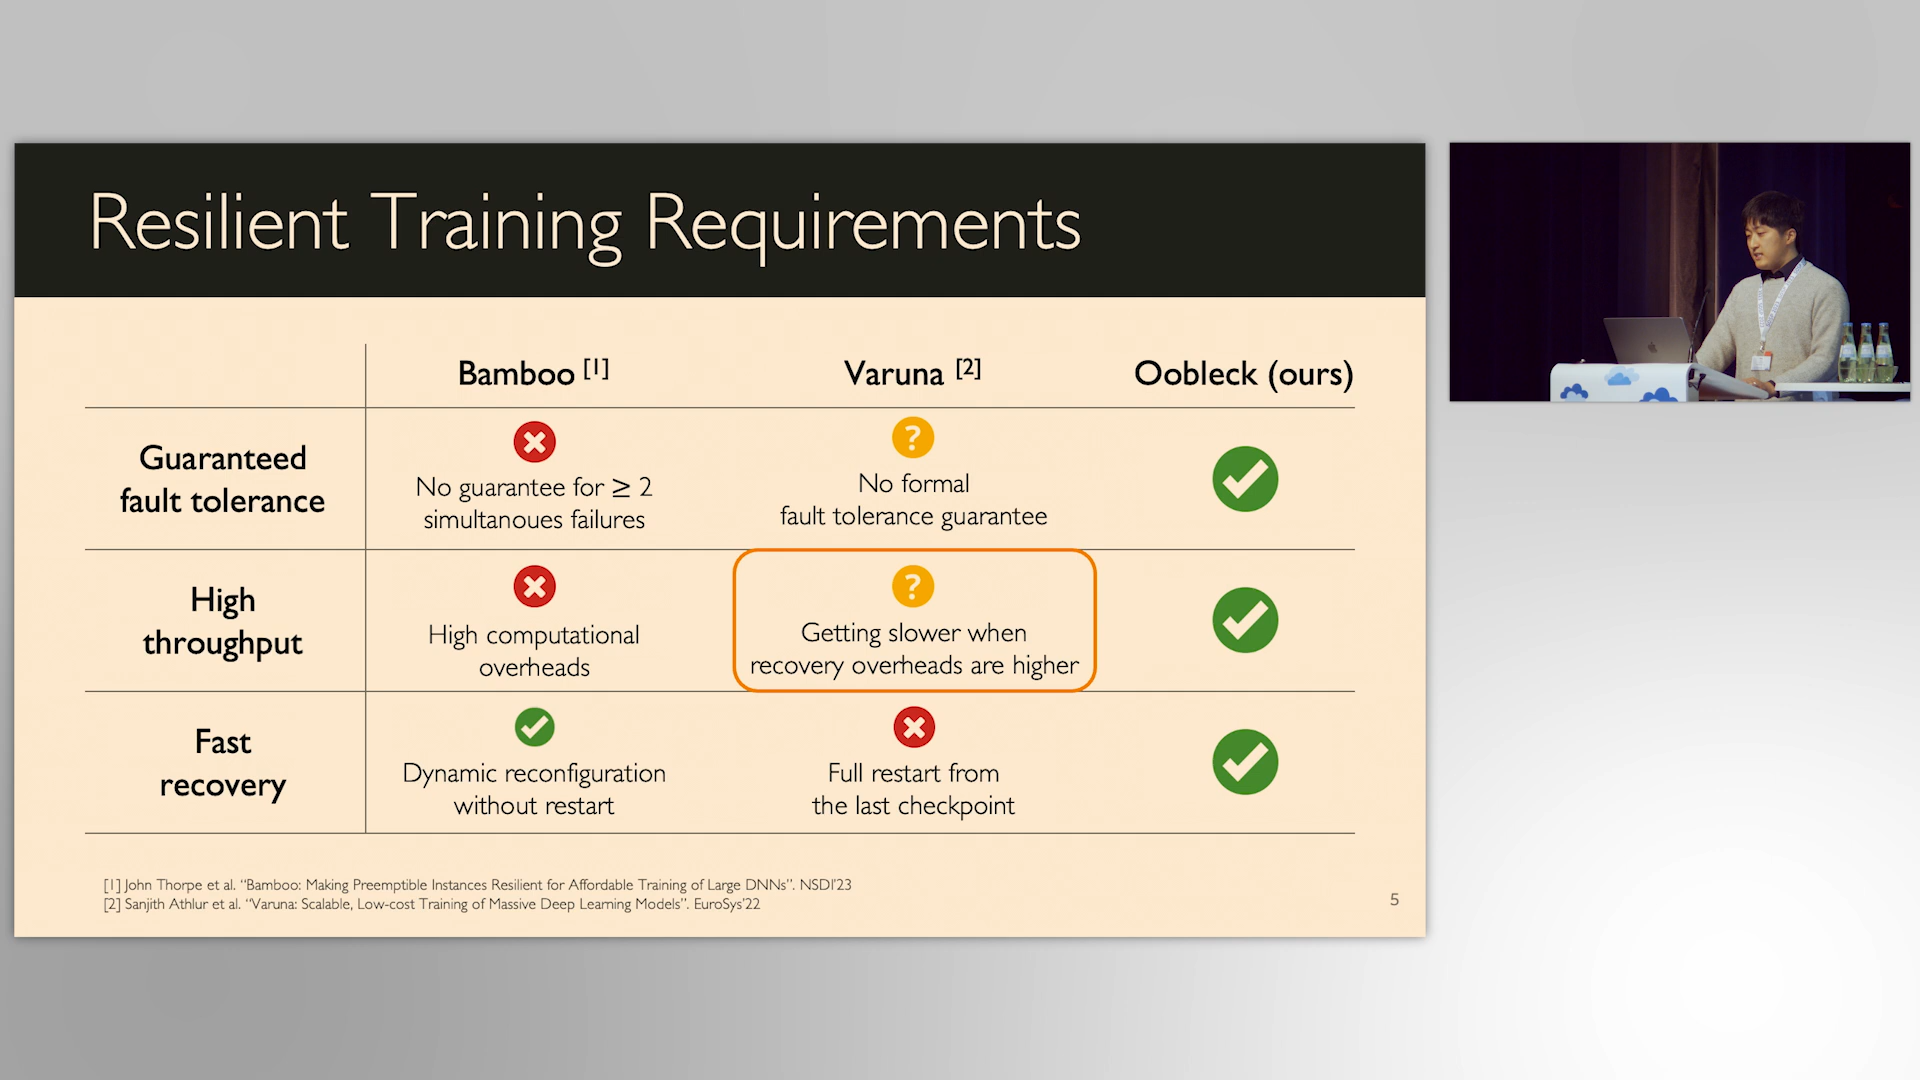 Resilient Training Requirements
Bamboo [1]
Varuna [2]
Oobleck (ours)
Guaranteed
fault tolerance
No guarantee for ≥ 2
simultanoues failures
No formal
fault tolerance guarantee
High
throughput
High computational
overheads
Getting slower when
recovery overheads are higher
Fast
recovery
Dynamic reconfiguration
without restart
Full restart from
the last checkpoint
[1] John Thorpe et al. “Bamboo: Making Preemptible Instances Resilient for Affordable Training of Large DNNs”. NSDI’23
[2] Sanjith Athlur et al. “Varuna: Scalable, Low-cost Training of Massive Deep Learning Models”. EuroSys’22
5